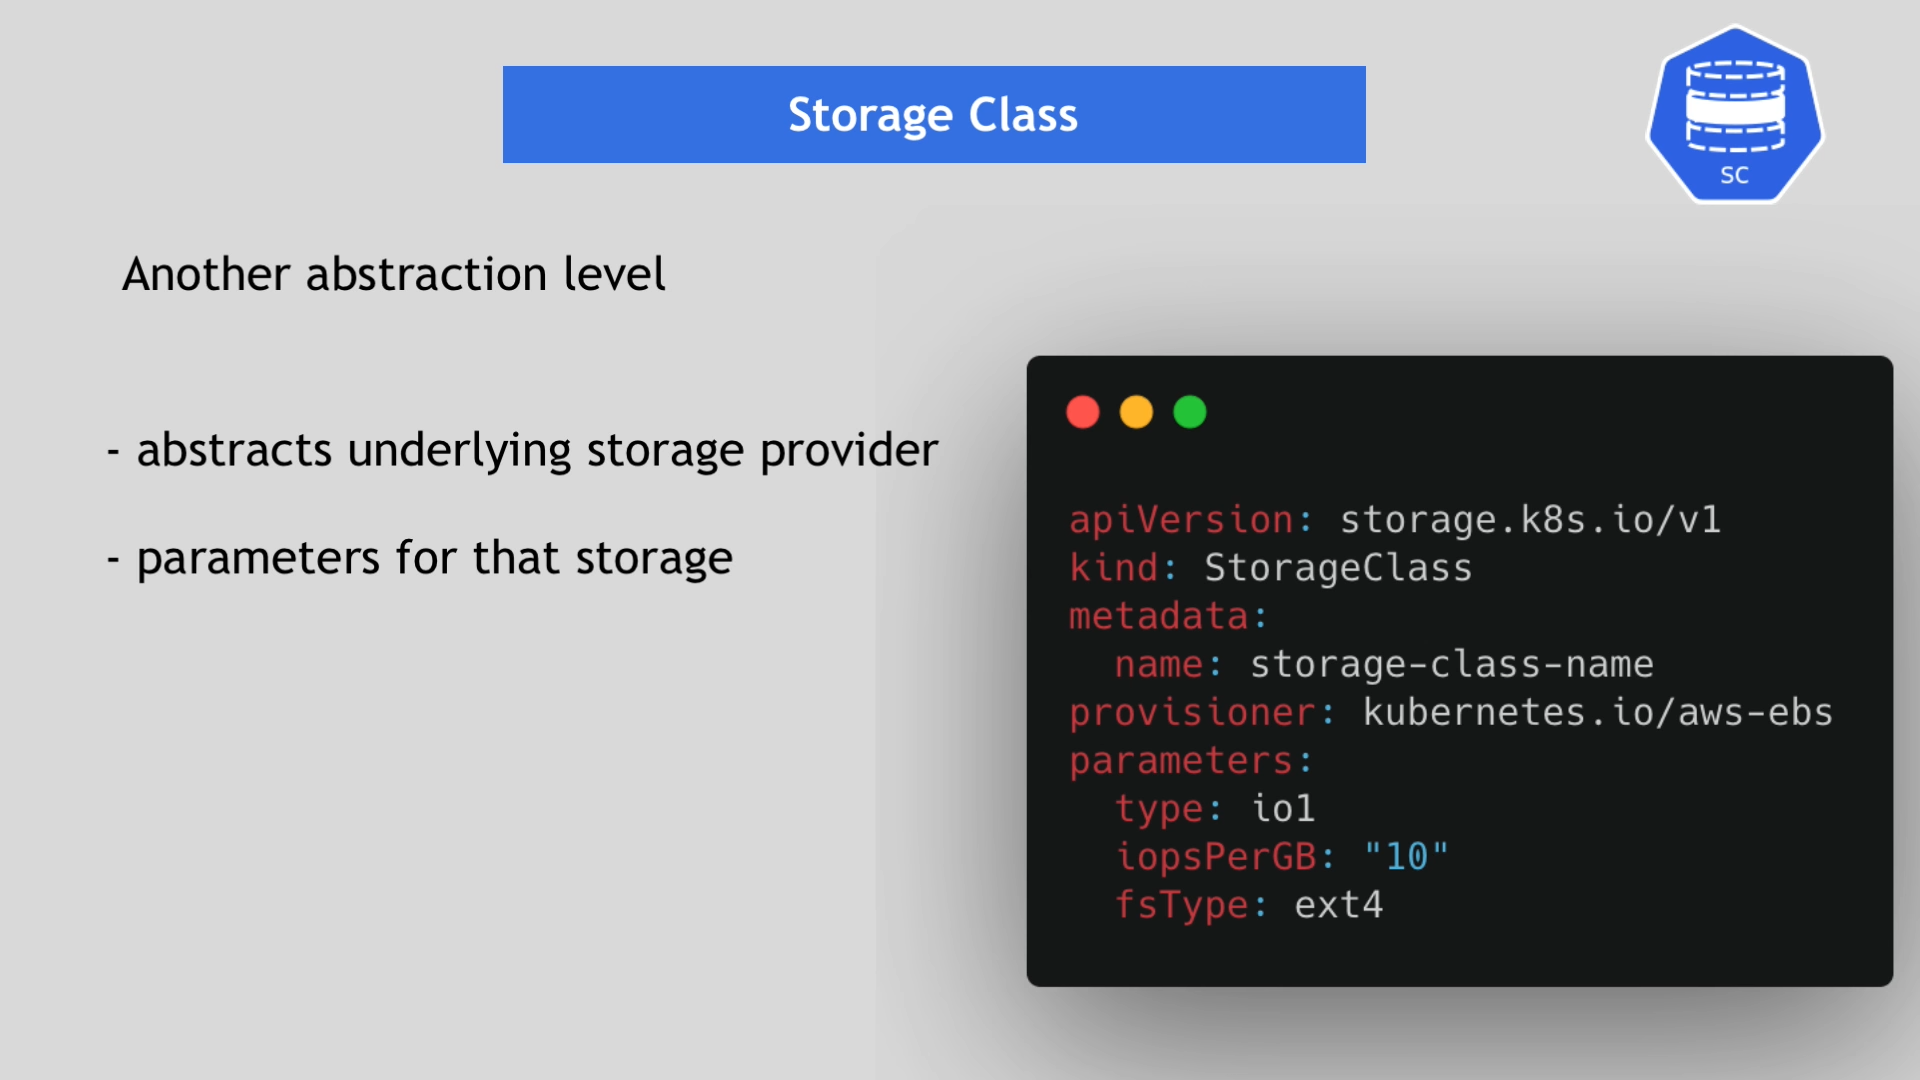 Storage Class
SC
Another abstraction level
- abstracts underlying storage provider
- parameters for that storage
apiVersion: storage.k8s.io/v1
kind: StorageClass
metadata:
  name: storage-class-name
provisioner: kubernetes.io/aws-ebs
parameters:
  type: io1
  iopsPerGB: "10"
  fsType: ext4